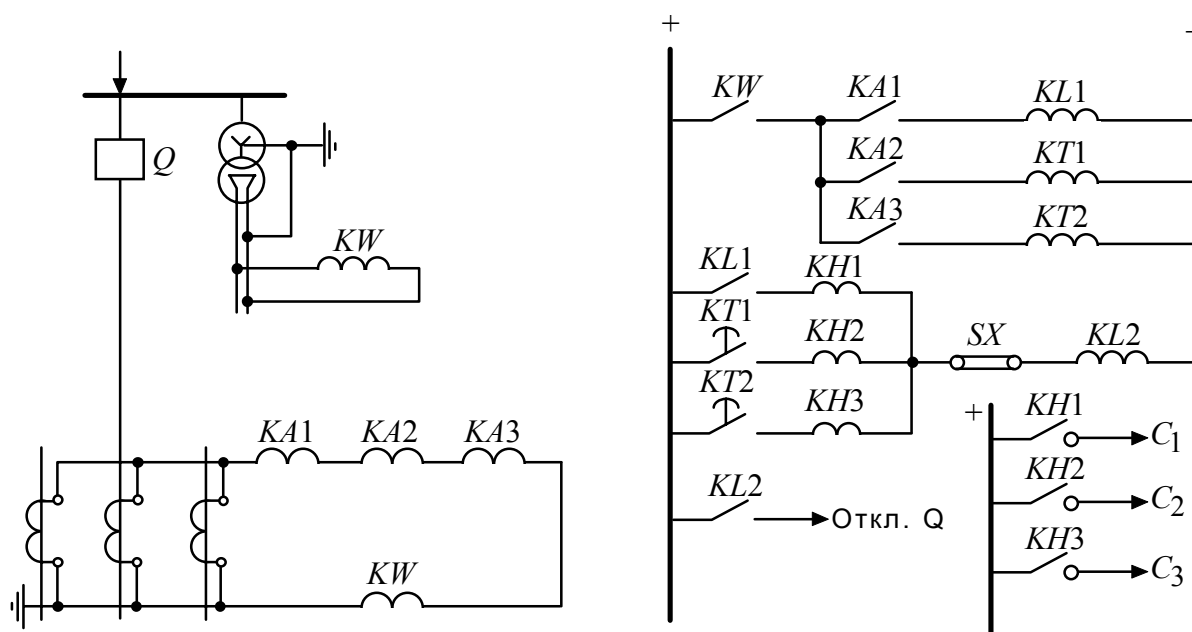 +
–
Q
KW
KA1 KA2 KA3
KW
KW KA1 KL1
KA2 KT1
KA3 KT2
KL1 KH1
KT1 KH2 SX KL2
KT2 KH3
KL2
Откл. Q
+
KH1 C1
KH2 C2
KH3 C3